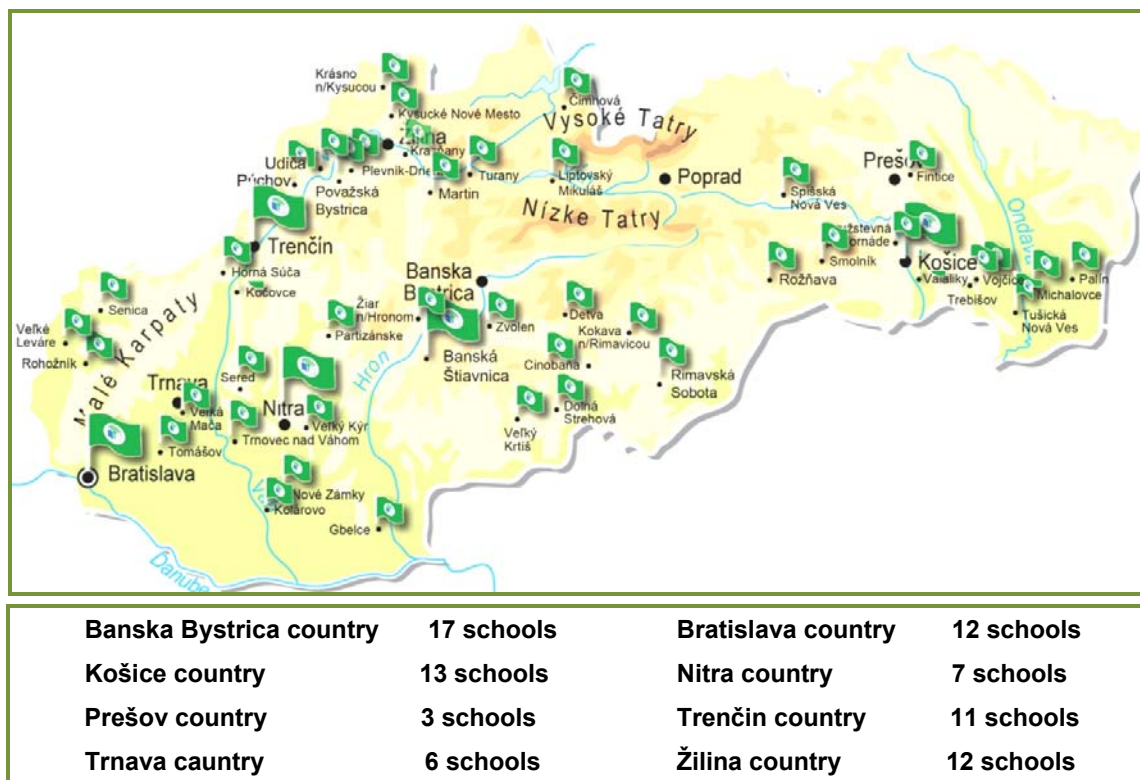 Krásno
n/Kysucou
Kysucké Nové Mesto
Čimhová
Vysoké Tatry
Žilina
Udiča
Púchov
Plevník-Drie
Považská
Bystrica
Martin
Turany
Liptovský
Mikuláš
Poprad
Prešov
Fintice
Spišská
Nová Ves
Nízke Tatry
Ondava
Trenčín
Horná Súča
Kočovce
Banska
Bystrica
Smolník
Rožňava
Košice
Valaliky
Vojčice
Trebišov
Michalovce
Palín
Tušická
Nová Ves
Senica
Malé Karpaty
Veľké
Leváre
Rohožník
Žiar
n/Hronom
Partizánske
Zvolen
Detva
Kokava
n/Rimavicou
Banská
Štiavnica
Cinobaňa
Rimavská
Sobota
Hron
Sereď
Trnava
Veľká
Mača
Nitra
Veľký Kýr
Trnovec nad Váhom
Tomášov
Dolná
Strehová
Veľký
Krtíš
Bratislava
Nové Zámky
Kolárovo
Gbelce
Danube
Banska Bystrica country 17 schools Bratislava country 12 schools
Košice country 13 schools Nitra country 7 schools
Prešov country 3 schools Trenčin country 11 schools
Trnava cauntry 6 schools Žilina country 12 schools